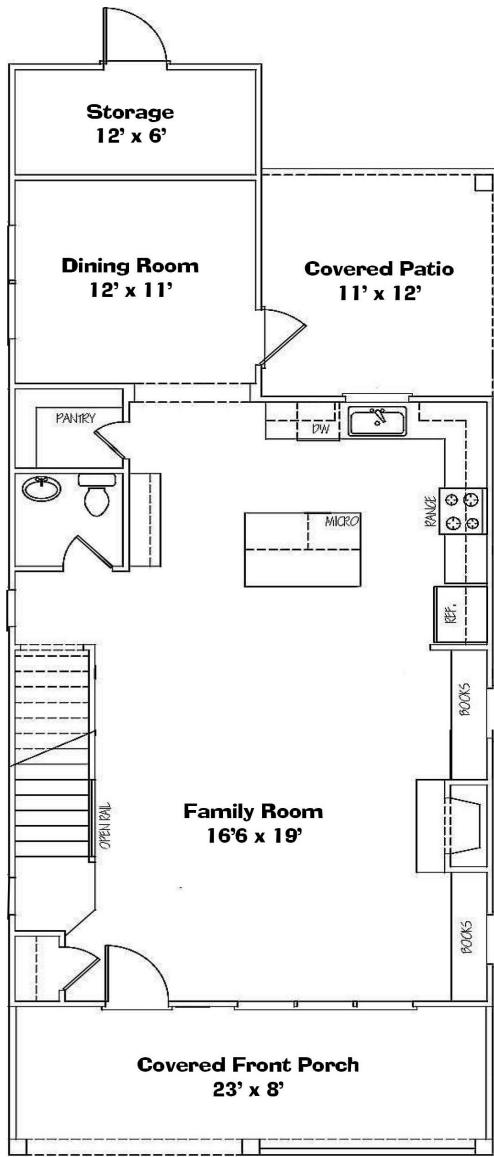 Storage
12' x 6'
Dining Room
12' x 11'
Covered Patio
11' x 12'
PANTRY
DW
MICRO
RANGE
REF.
BOOKS
OPEN RAIL
Family Room
16'6 x 19'
BOOKS
Covered Front Porch
23' x 8'